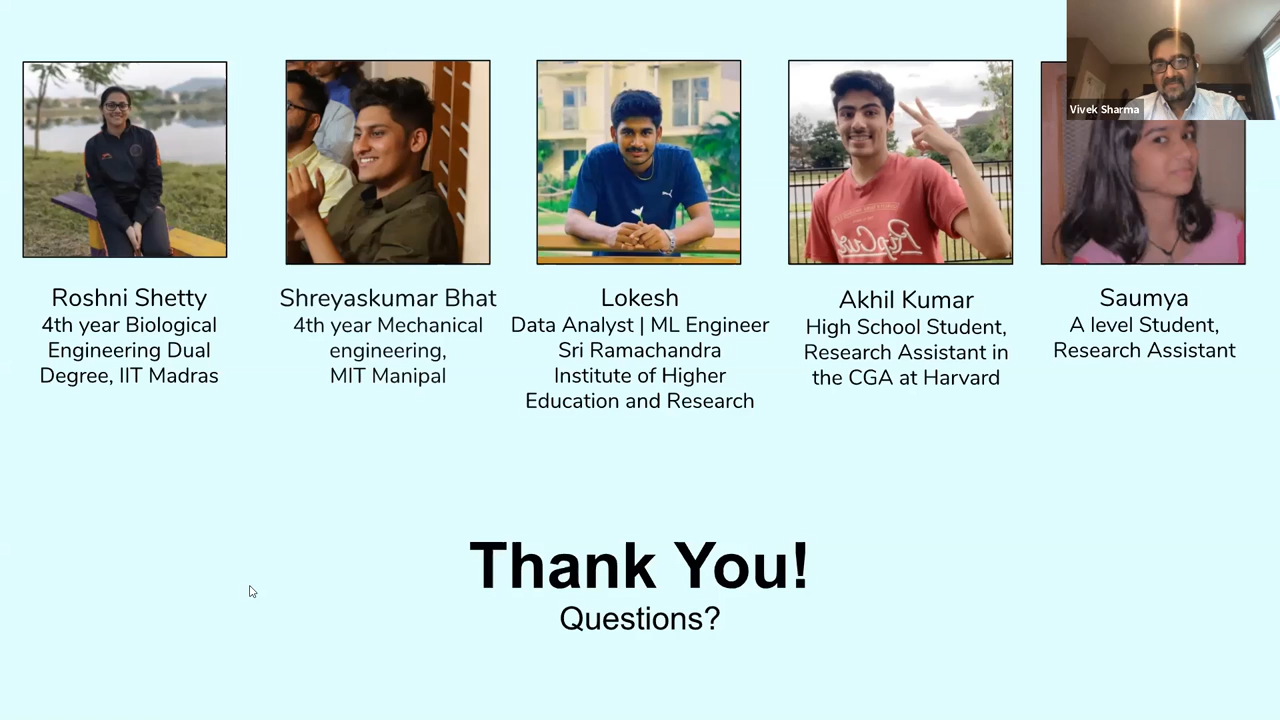 Vivek Sharma
Roshni Shetty
4th year Biological
Engineering Dual
Degree, IIT Madras
Shreyaskumar Bhat
4th year Mechanical
engineering,
MIT Manipal
Lokesh
Data Analyst | ML Engineer
Sri Ramachandra
Institute of Higher
Education and Research
Akhil Kumar
High School Student,
Research Assistant in
the CGA at Harvard
Saumya
A level Student,
Research Assistant
Thank You!
Questions?